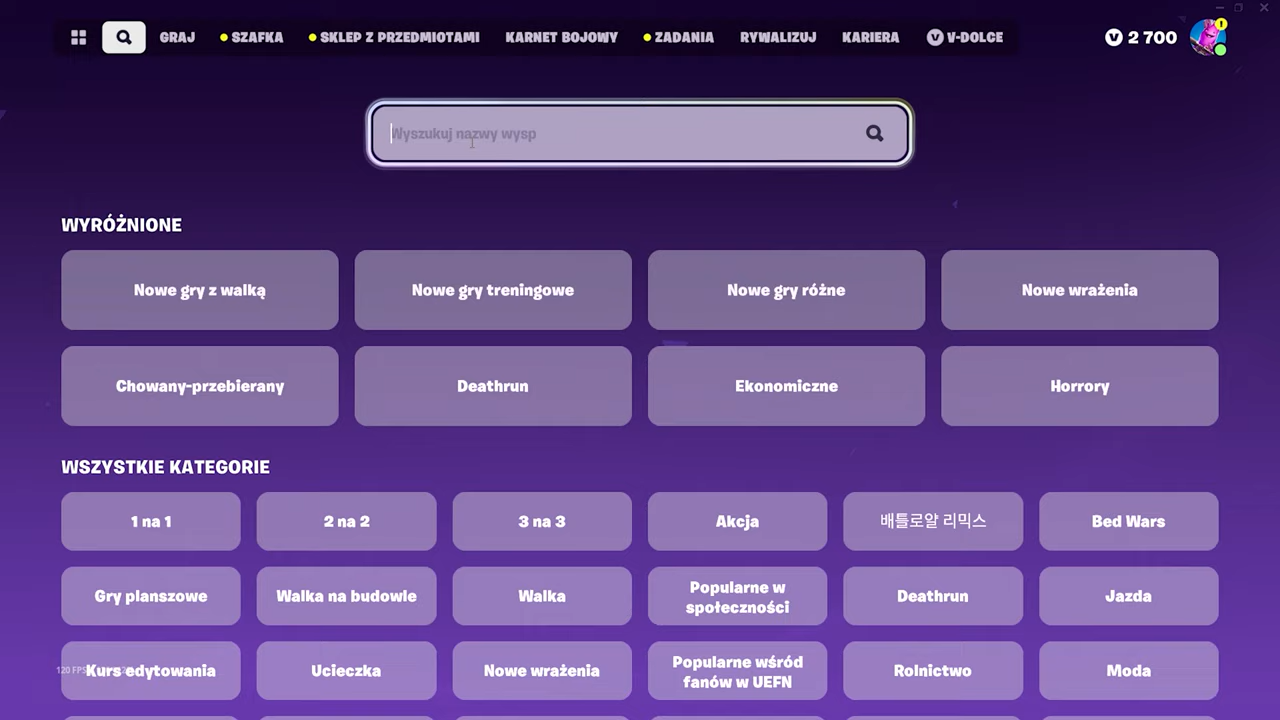 GRAJ SZAFKA SKLEP Z PRZEDMIOTAMI KARNET BOJOWY ZADANIA RYWALIZUJ KARIERA V-DOLCE 2 700
Wyszukuj nazwy wysp
WYRÓŻNIONE
Nowe gry z walką
Nowe gry treningowe
Nowe gry różne
Nowe wrażenia
Chowany-przebierany
Deathrun
Ekonomiczne
Horrory
WSZYSTKIE KATEGORIE
1 na 1
2 na 2
3 na 3
Akcja
배틀로얄 리믹스
Bed Wars
Gry planszowe
Walka na budowle
Walka
Popularne w
społeczności
Deathrun
Jazda
120 FPS
Kurs edytowania
Ucieczka
Nowe wrażenia
Popularne wśród
fanów w UEFN
Rolnictwo
Moda